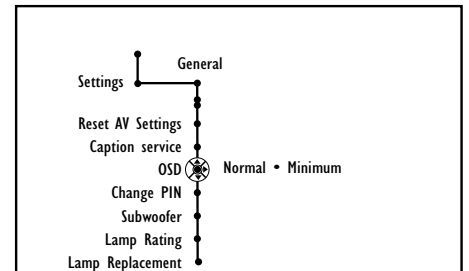 General
Settings
Reset AV Settings
Caption service
OSD Normal • Minimum
Change PIN
Subwoofer
Lamp Rating
Lamp Replacement